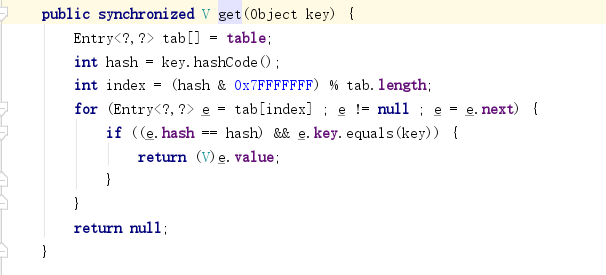 public synchronized V get(Object key) {
    Entry<?,?> tab[] = table;
    int hash = key.hashCode();
    int index = (hash & 0x7FFFFFFF) % tab.length;
    for (Entry<?,?> e = tab[index] ; e != null ; e = e.next) {
        if ((e.hash == hash) && e.key.equals(key)) {
            return (V)e.value;
        }
    }
    return null;
}